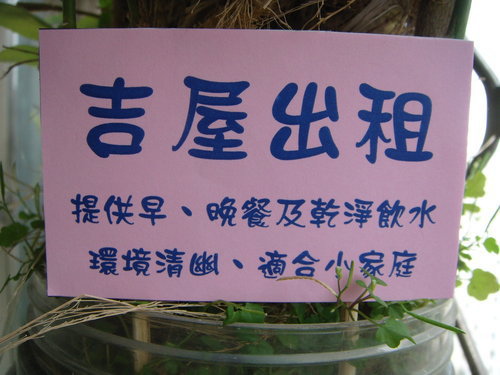 吉屋出租
提供早、晚餐及乾淨飲水
環境清幽、適合小家庭